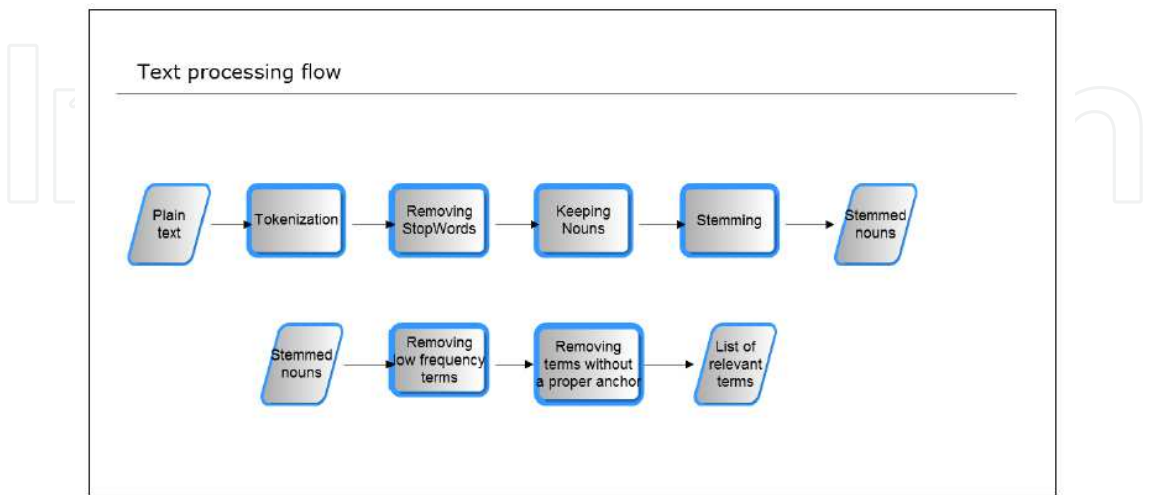 Text processing flow
Plain
text
Tokenization
Removing
StopWords
Keeping
Nouns
Stemming
Stemmed
nouns
Stemmed
nouns
Removing
low frequency
terms
Removing
terms without
a proper anchor
List of
relevant
terms